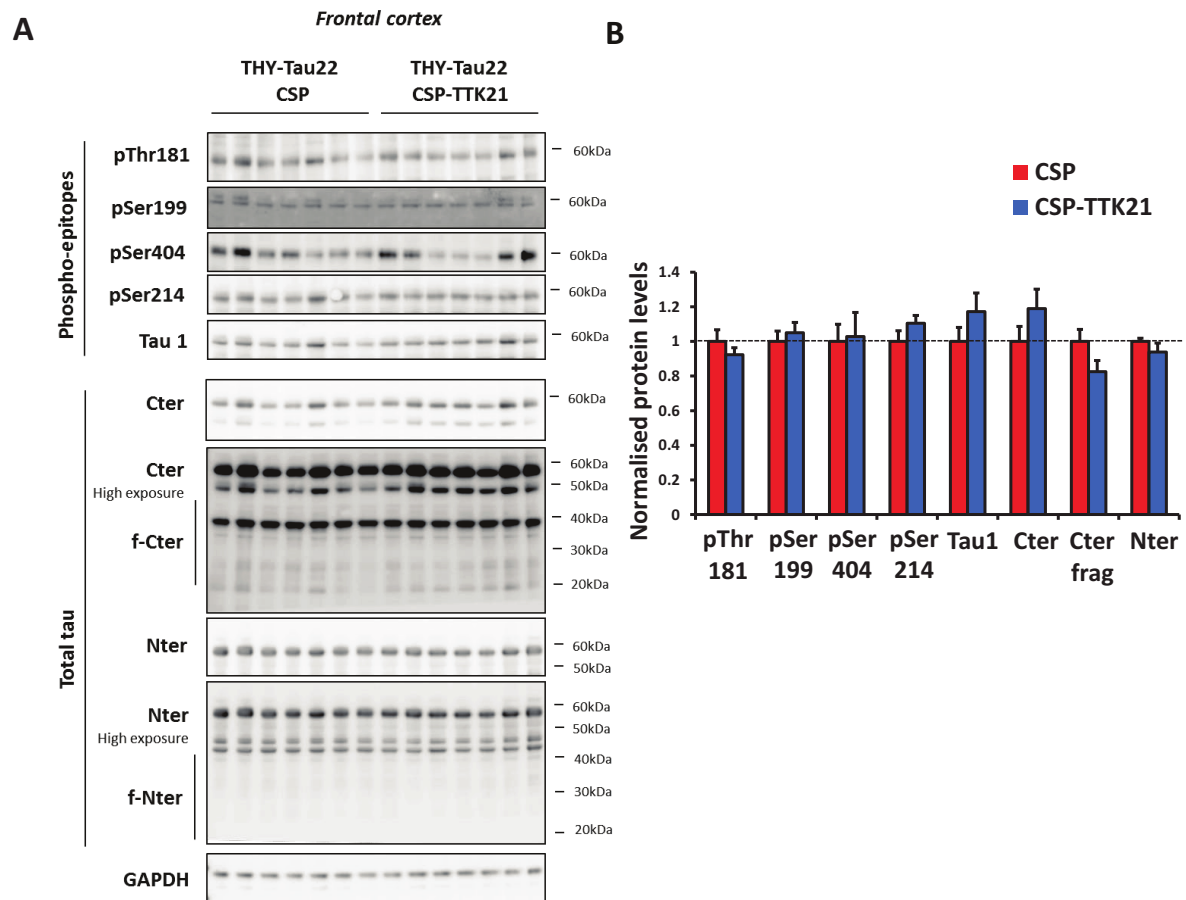 A
Frontal cortex
THY-Tau22
CSP
THY-Tau22
CSP-TTK21
Phospho-epitopes
pThr181
60kDa
pSer199
60kDa
pSer404
60kDa
pSer214
60kDa
Tau 1
60kDa
Total tau
Cter
60kDa
Cter
High exposure
f-Cter
60kDa
50kDa
40kDa
30kDa
20kDa
Nter
60kDa
50kDa
Nter
High exposure
f-Nter
60kDa
50kDa
40kDa
30kDa
20kDa
GAPDH
B
CSP
CSP-TTK21
Normalised protein levels
1.4
1.2
1
0.8
0.6
0.4
0.2
0
pThr
181
pSer
199
pSer
404
pSer
214
Tau1
Cter
Cter
frag
Nter